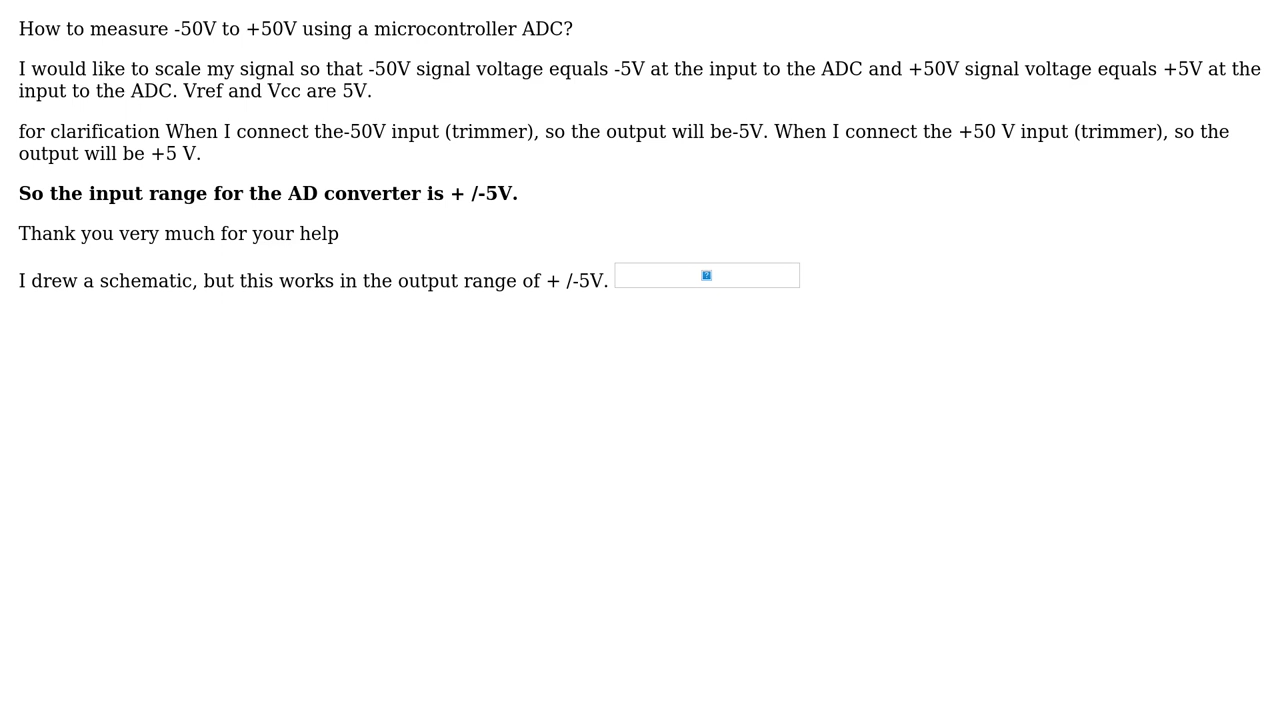 How to measure -50V to +50V using a microcontroller ADC?
I would like to scale my signal so that -50V signal voltage equals -5V at the input to the ADC and +50V signal voltage equals +5V at the
input to the ADC. Vref and Vcc are 5V.
for clarification When I connect the-50V input (trimmer), so the output will be-5V. When I connect the +50 V input (trimmer), so the
output will be +5 V.
So the input range for the AD converter is + /-5V.
Thank you very much for your help
I drew a schematic, but this works in the output range of + /-5V.